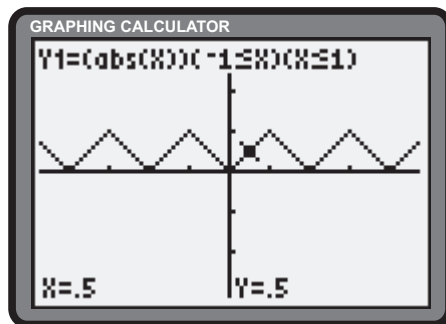 GRAPHING CALCULATOR
Y1=(abs(X))(⁻1≤X)(X≤1)
X=.5 Y=.5